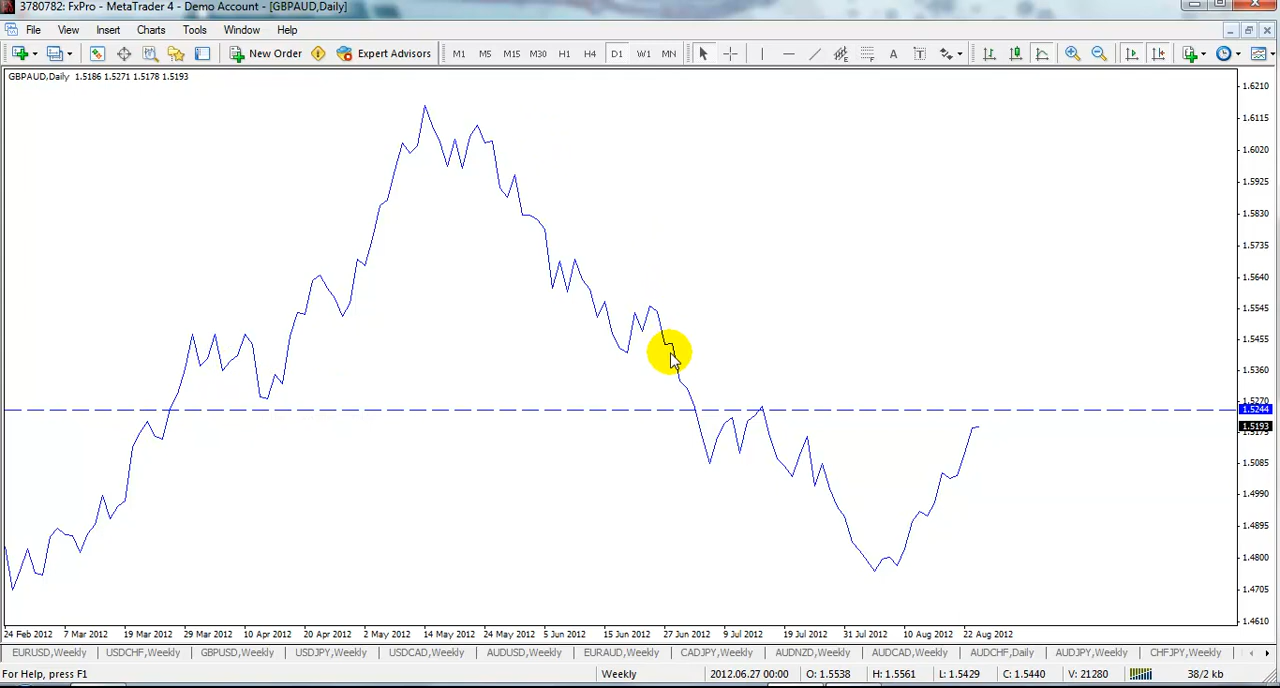 3780782: FxPro - MetaTrader 4 - Demo Account - [GBPAUD,Daily]
File View Insert Charts Tools Window Help
New Order Expert Advisors M1 M5 M15 M30 H1 H4 D1 W1 MN A T
GBPAUD,Daily 1.5186 1.5271 1.5178 1.5193
1.6210
1.6115
1.6020
1.5925
1.5830
1.5735
1.5640
1.5545
1.5455
1.5360
1.5270
1.5244
1.5193
1.5175
1.5085
1.4990
1.4895
1.4800
1.4705
1.4610
24 Feb 2012 7 Mar 2012 19 Mar 2012 29 Mar 2012 10 Apr 2012 20 Apr 2012 2 May 2012 14 May 2012 24 May 2012 5 Jun 2012 15 Jun 2012 27 Jun 2012 9 Jul 2012 19 Jul 2012 31 Jul 2012 10 Aug 2012 22 Aug 2012
EURUSD,Weekly USDCHF,Weekly GBPUSD,Weekly USDJPY,Weekly USDCAD,Weekly AUDUSD,Weekly EURAUD,Weekly CADJPY,Weekly AUDNZD,Weekly AUDCAD,Weekly AUDCHF,Daily AUDJPY,Weekly CHFJPY,Weekly
For Help, press F1 Weekly 2012.06.27 00:00 O: 1.5538 H: 1.5561 L: 1.5429 C: 1.5440 V: 21280 38/2 kb